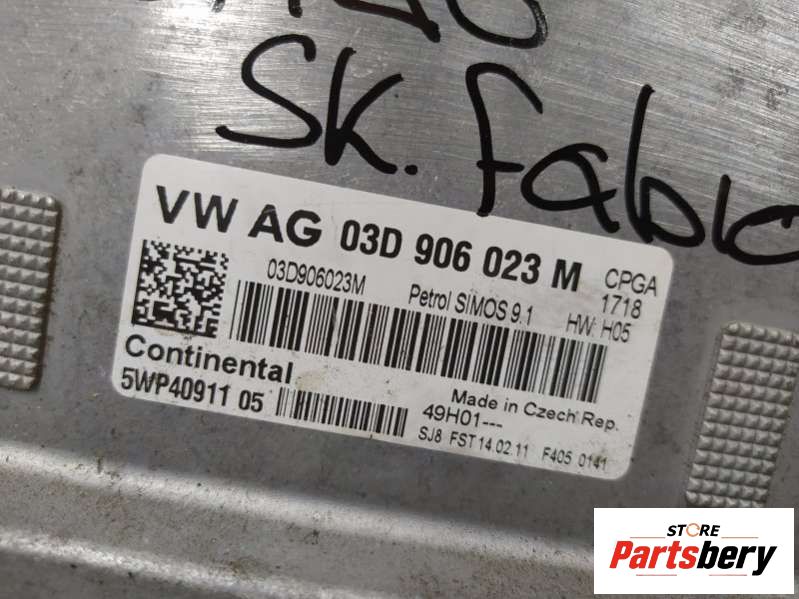 SK. Fabia
VW AG 03D 906 023 M CPGA
03D906023M Petrol SIMOS 9.1 1718
HW: H05
Continental Made in Czech Rep.
5WP40911 05 49H01---
SJ8 FST 14.02.11 F405 0141
STORE
Partsbery